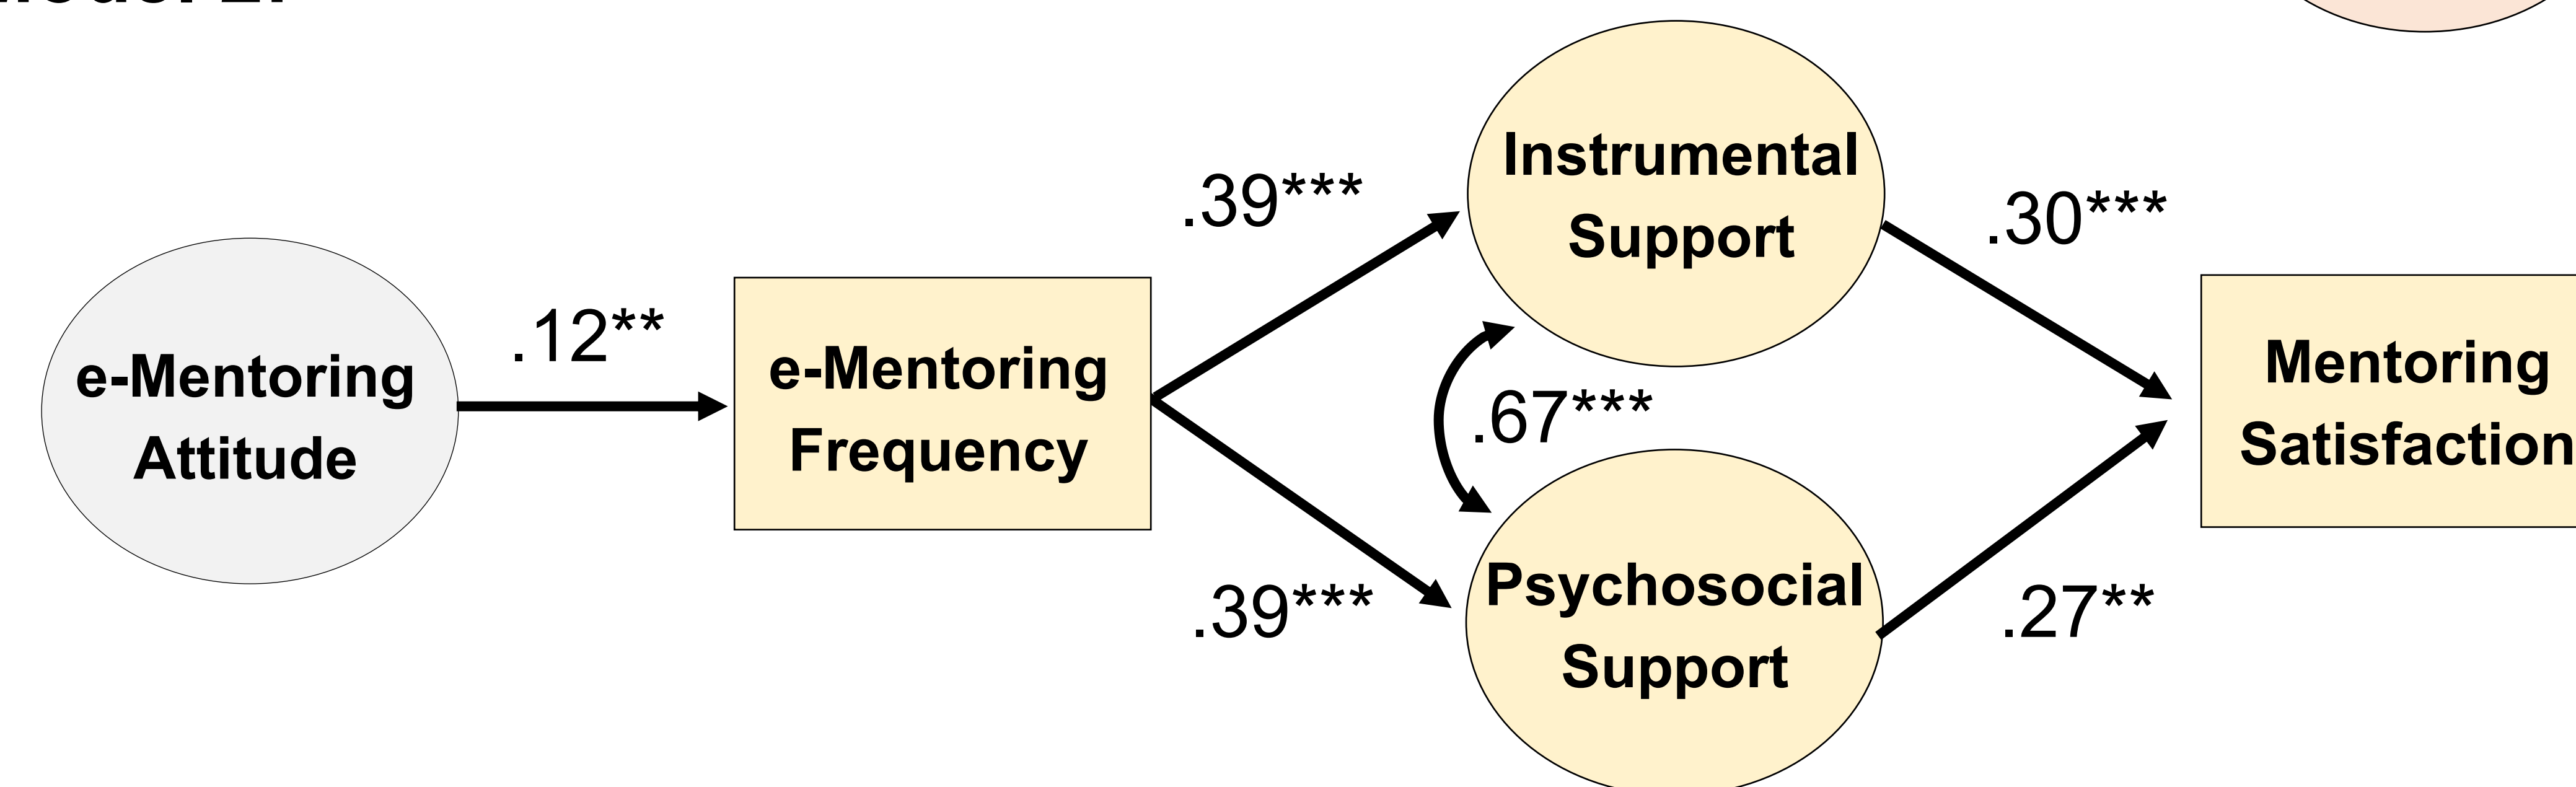 e-Mentoring
Attitude
.12**
e-Mentoring
Frequency
.39***
.39***
Instrumental
Support
.67***
Psychosocial
Support
.30***
.27**
Mentoring
Satisfaction